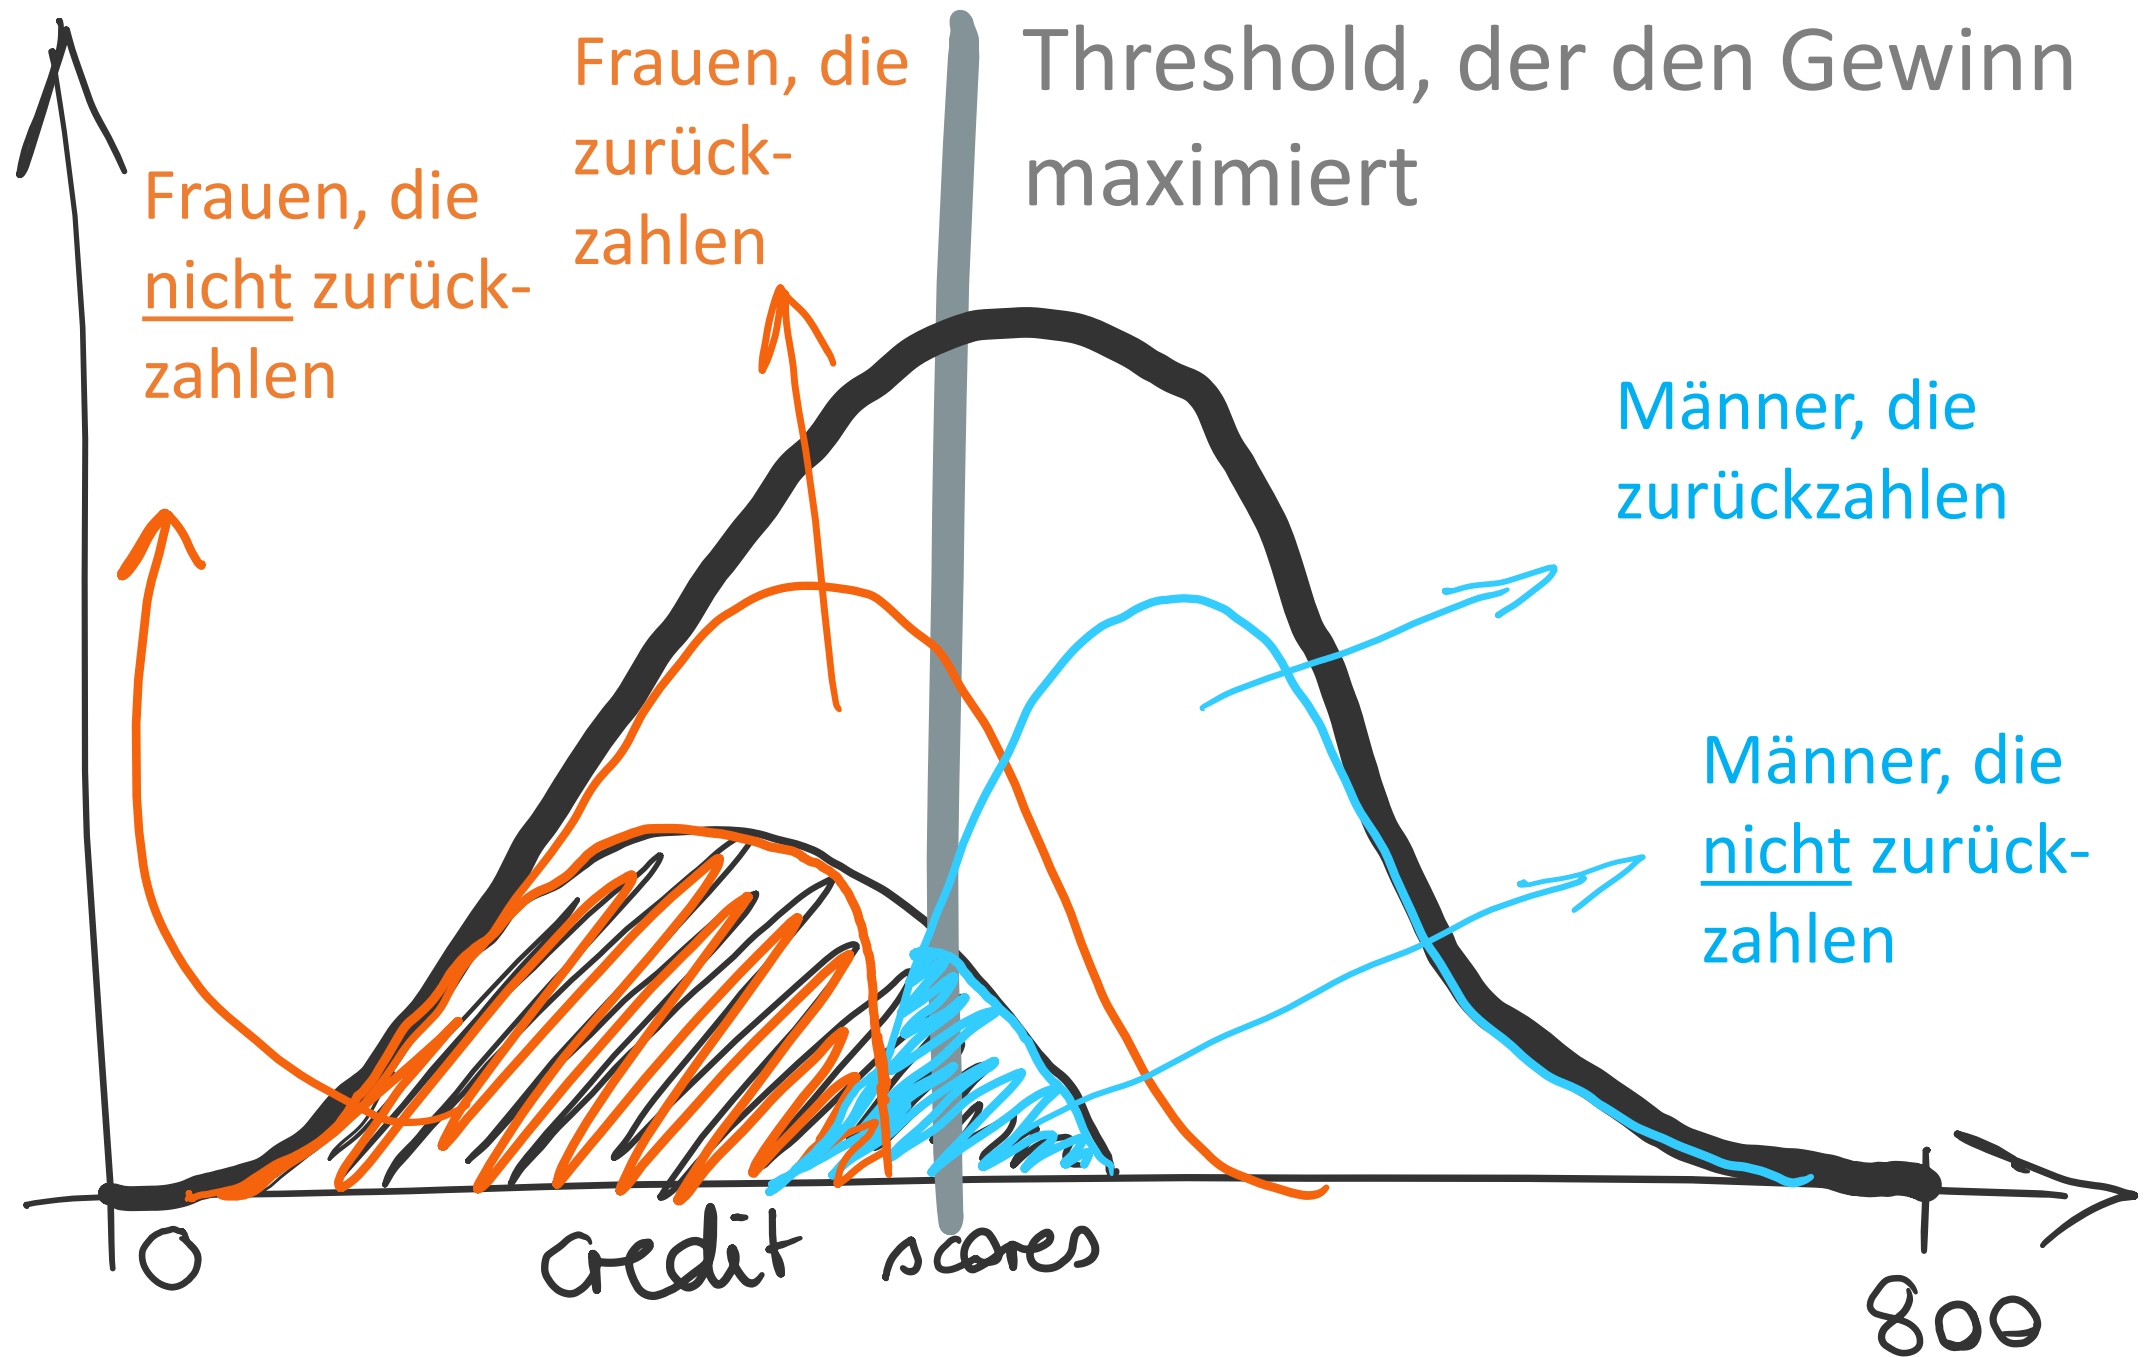 Frauen, die
nicht zurück-
zahlen
Frauen, die
zurück-
zahlen
Threshold, der den Gewinn
maximiert
Männer, die
zurückzahlen
Männer, die
nicht zurück-
zahlen
0
credit scores
800